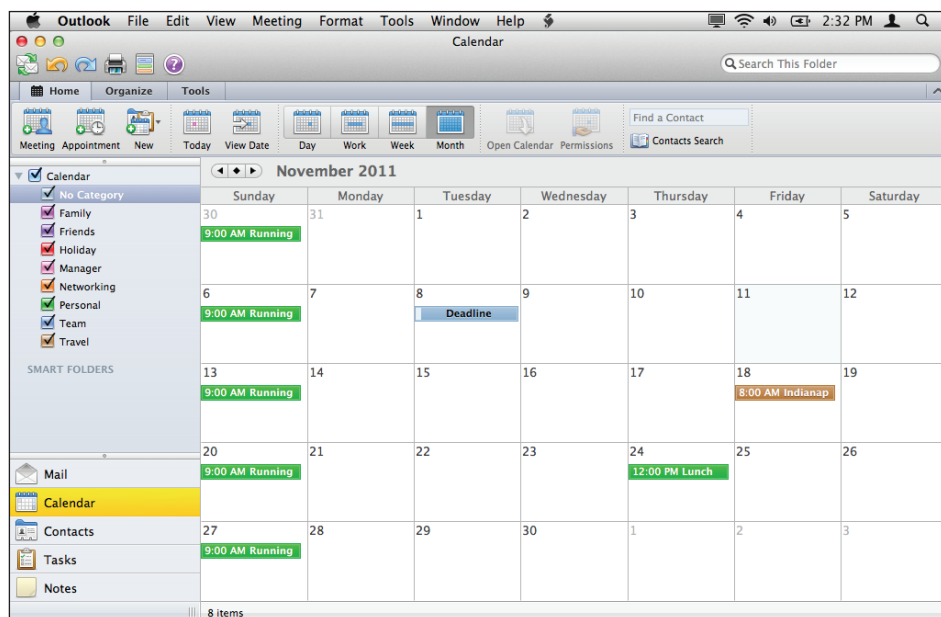 Outlook File Edit View Meeting Format Tools Window Help 2:32 PM
Calendar
Search This Folder
Home Organize Tools
Meeting Appointment New Today View Date Day Work Week Month Open Calendar Permissions Find a Contact
Contacts Search
Calendar
No Category
Family
Friends
Holiday
Manager
Networking
Personal
Team
Travel
SMART FOLDERS
Mail
Calendar
Contacts
Tasks
Notes
November 2011
Sunday Monday Tuesday Wednesday Thursday Friday Saturday
30 31 1 2 3 4 5
9:00 AM Running
6 7 8 9 10 11 12
9:00 AM Running Deadline
13 14 15 16 17 18 19
9:00 AM Running 8:00 AM Indianap
20 21 22 23 24 25 26
9:00 AM Running 12:00 PM Lunch
27 28 29 30 1 2 3
9:00 AM Running
8 items